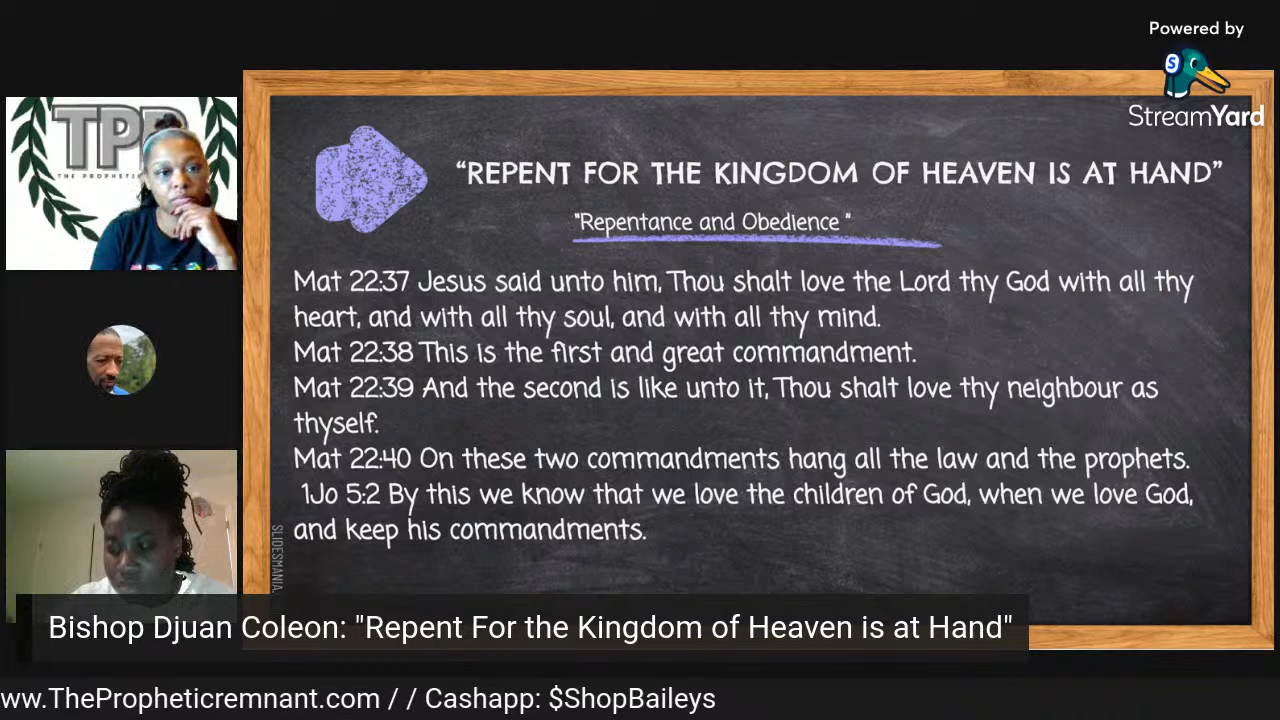 Powered by
S
StreamYard
TPR
THE PROPHETIC
“REPENT FOR THE KINGDOM OF HEAVEN IS AT HAND”
"Repentance and Obedience "
Mat 22:37 Jesus said unto him, Thou shalt love the Lord thy God with all thy
heart, and with all thy soul, and with all thy mind.
Mat 22:38 This is the first and great commandment.
Mat 22:39 And the second is like unto it, Thou shalt love thy neighbour as
thyself.
Mat 22:40 On these two commandments hang all the law and the prophets.
1Jo 5:2 By this we know that we love the children of God, when we love God,
and keep his commandments.
SLIDESMANIA.
Bishop Djuan Coleon: "Repent For the Kingdom of Heaven is at Hand"
ww.ThePropheticremnant.com / / Cashapp: $ShopBaileys